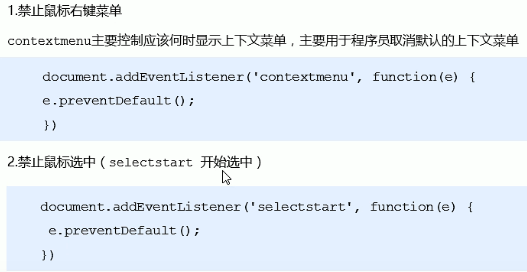 1.禁止鼠标右键菜单
contextmenu主要控制应该何时显示上下文菜单，主要用于程序员取消默认的上下文菜单
document.addEventListener('contextmenu', function(e) {
e.preventDefault();
})
2.禁止鼠标选中（selectstart 开始选中）
document.addEventListener('selectstart', function(e) {
e.preventDefault();
})